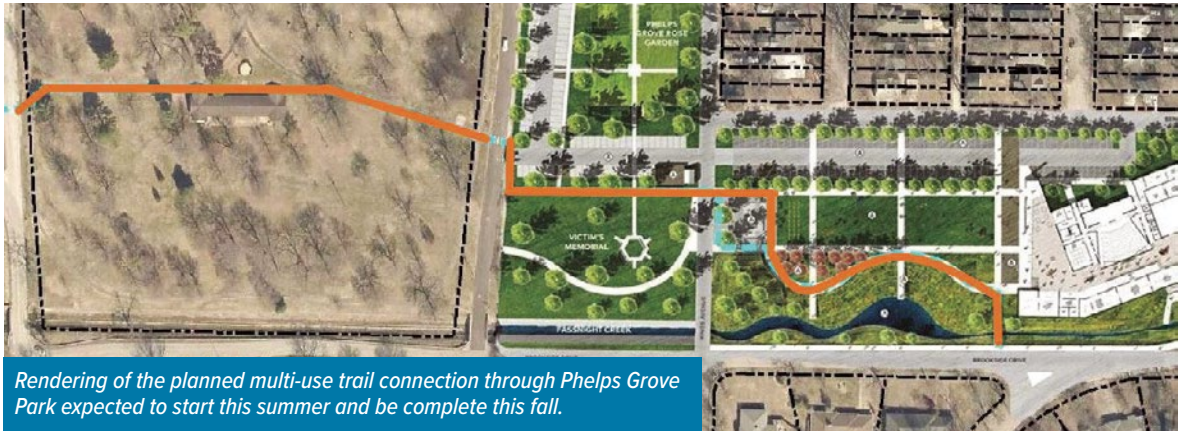 PHELPS
GROVE ROSE
GARDEN
VICTIM'S
MEMORIAL
FASSNIGHT CREEK
BROOKSIDE DRIVE
Rendering of the planned multi-use trail connection through Phelps Grove
Park expected to start this summer and be complete this fall.